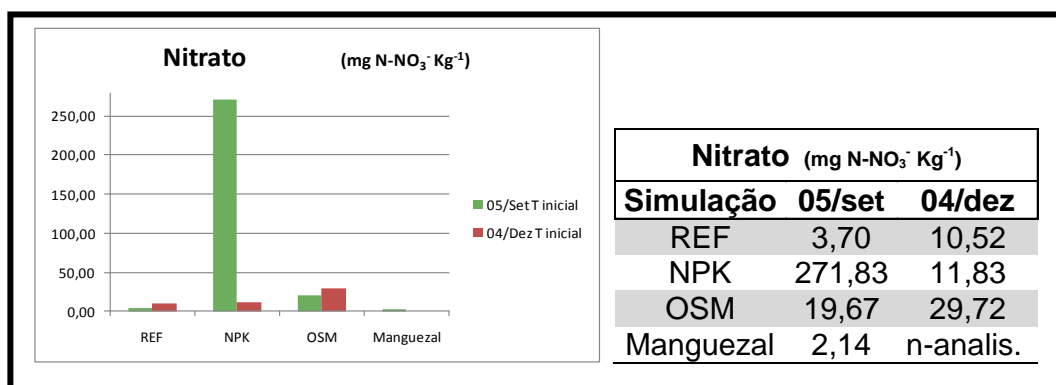 Nitrato (mg N-NO₃⁻ Kg⁻¹)
250,00
200,00
150,00
100,00
50,00
0,00
REF NPK OSM Manguezal
05/Set T inicial
04/Dez T inicial
Nitrato (mg N-NO₃⁻ Kg⁻¹)
Simulação 05/set 04/dez
REF 3,70 10,52
NPK 271,83 11,83
OSM 19,67 29,72
Manguezal 2,14 n-analis.